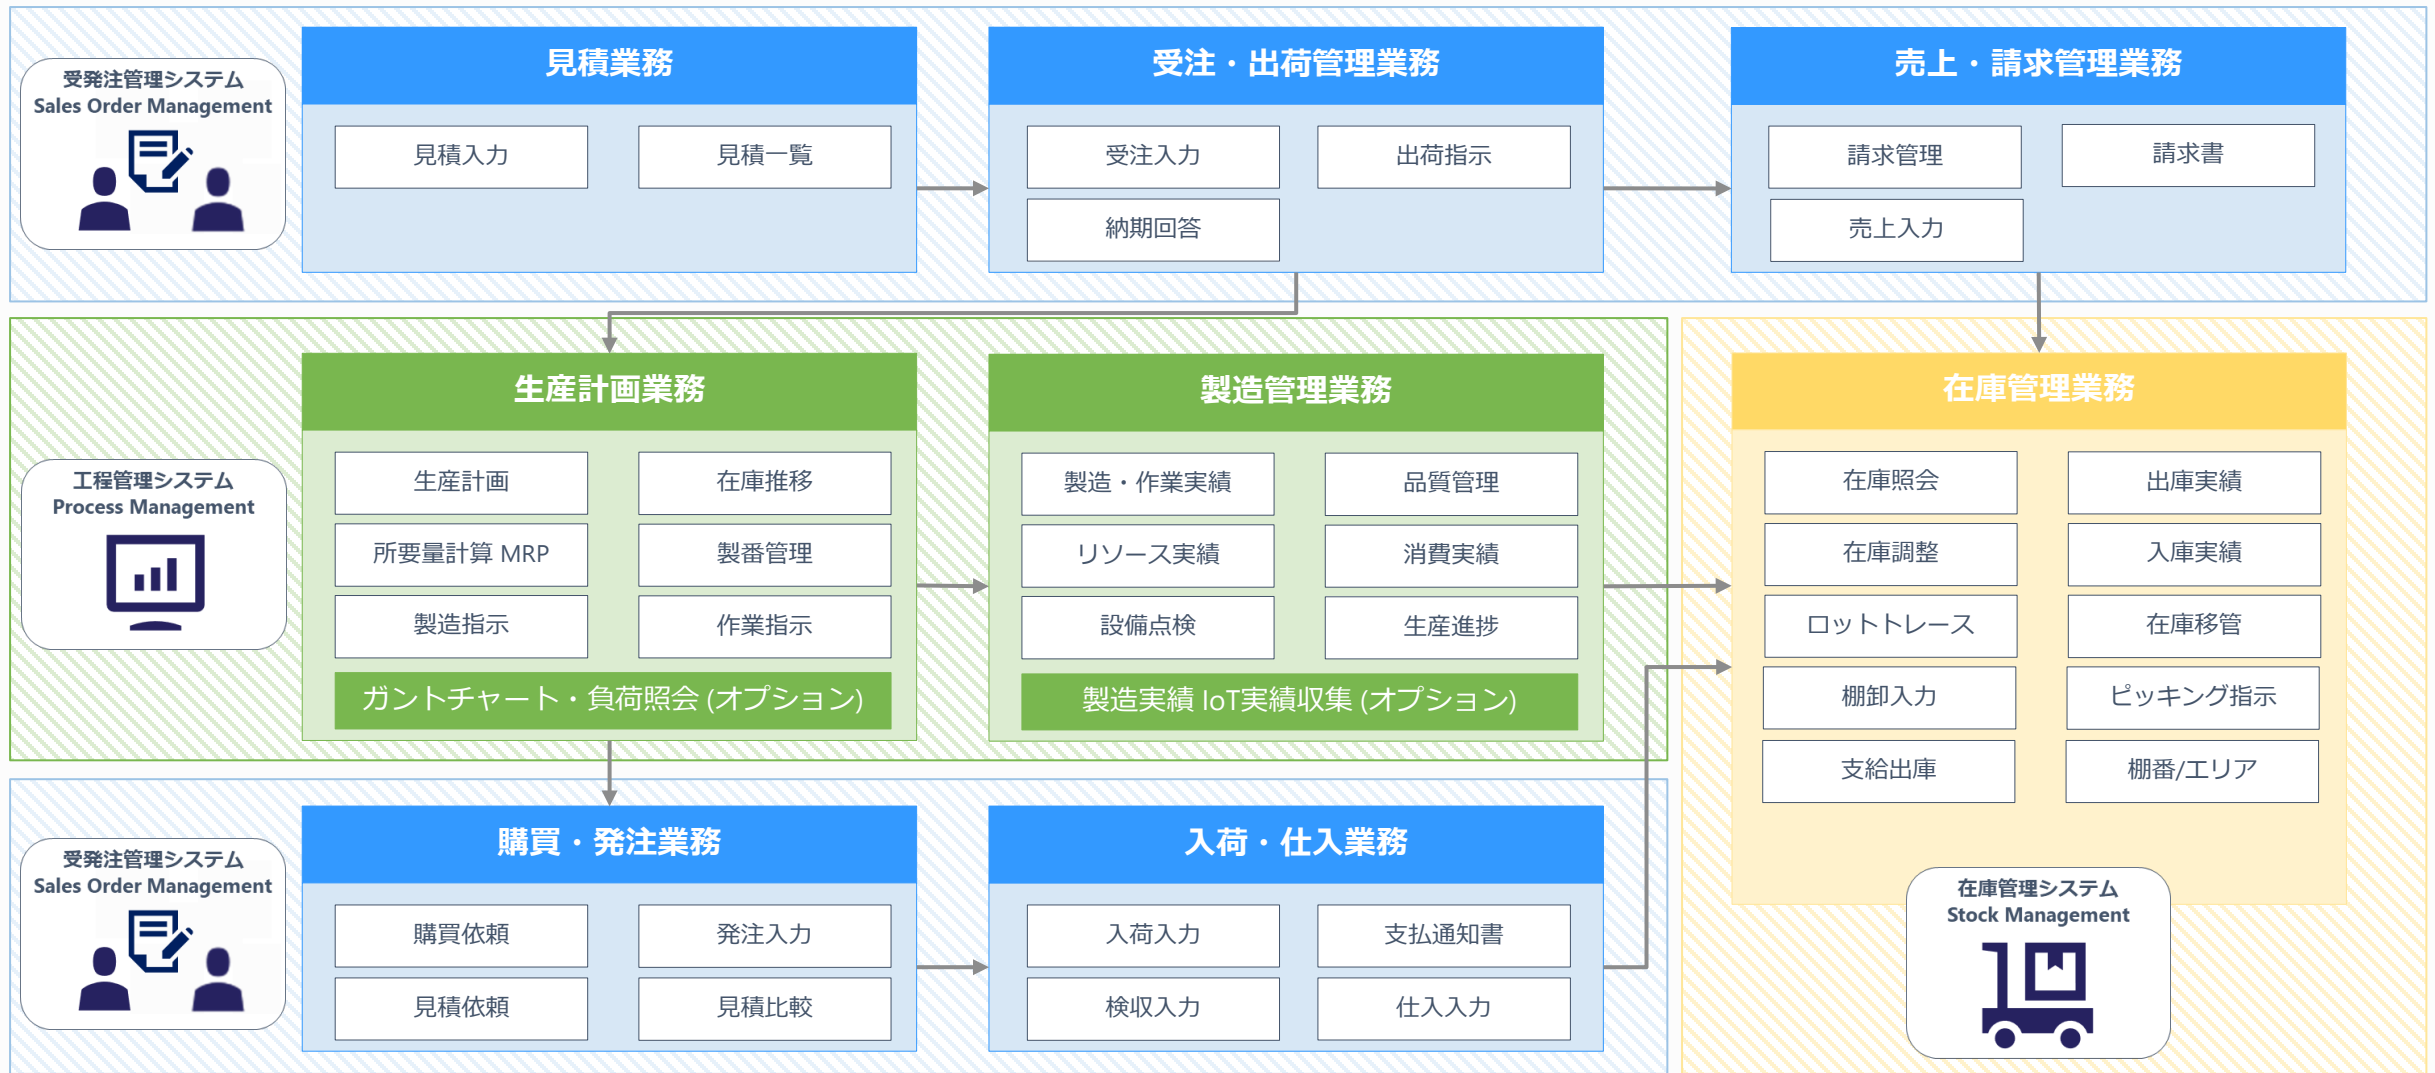 受発注管理システム
Sales Order Management
見積業務
見積入力
見積一覧
受注・出荷管理業務
受注入力
出荷指示
納期回答
売上・請求管理業務
請求管理
請求書
売上入力
工程管理システム
Process Management
生産計画業務
生産計画
在庫推移
所要量計算 MRP
製番管理
製造指示
作業指示
ガントチャート・負荷照会 (オプション)
製造管理業務
製造・作業実績
品質管理
リソース実績
消費実績
設備点検
生産進捗
製造実績 IoT実績収集 (オプション)
在庫管理業務
在庫照会
出庫実績
在庫調整
入庫実績
ロットトレース
在庫移管
棚卸入力
ピッキング指示
支給出庫
棚番/エリア
在庫管理システム
Stock Management
受発注管理システム
Sales Order Management
購買・発注業務
購買依頼
発注入力
見積依頼
見積比較
入荷・仕入業務
入荷入力
支払通知書
検収入力
仕入入力